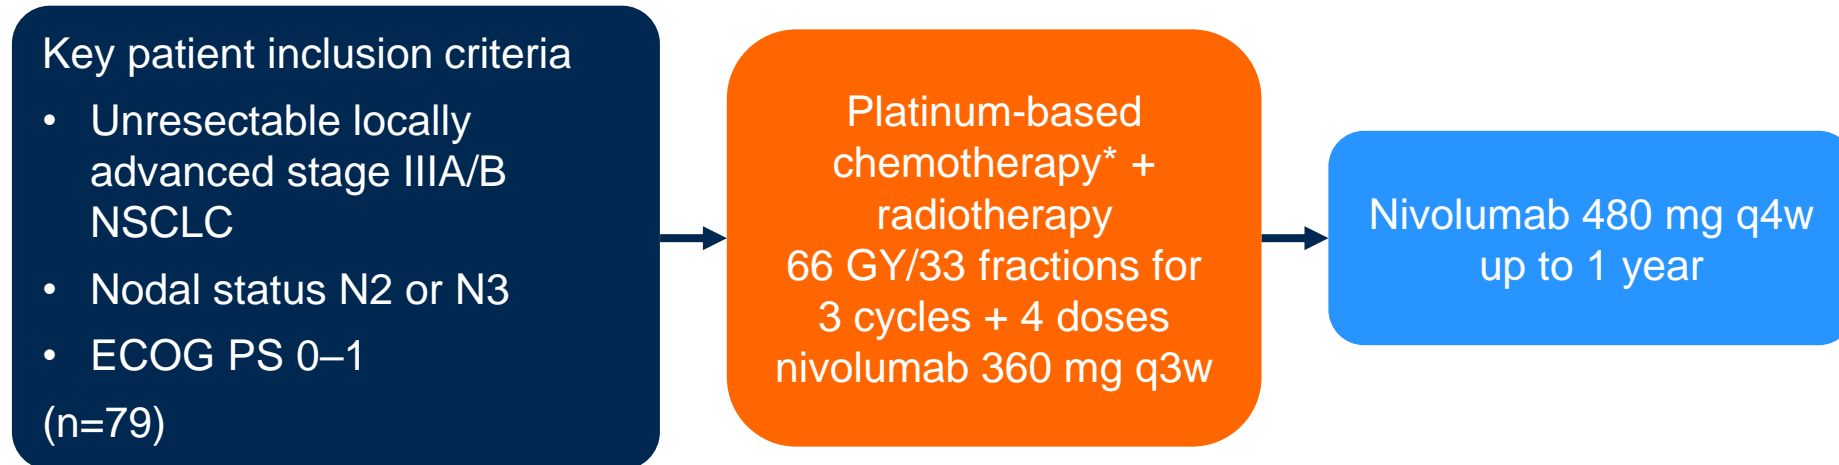 Key patient inclusion criteria
• Unresectable locally
advanced stage IIIA/B
NSCLC
• Nodal status N2 or N3
• ECOG PS 0–1
(n=79)
Platinum-based
chemotherapy* +
radiotherapy
66 GY/33 fractions for
3 cycles + 4 doses
nivolumab 360 mg q3w
Nivolumab 480 mg q4w
up to 1 year